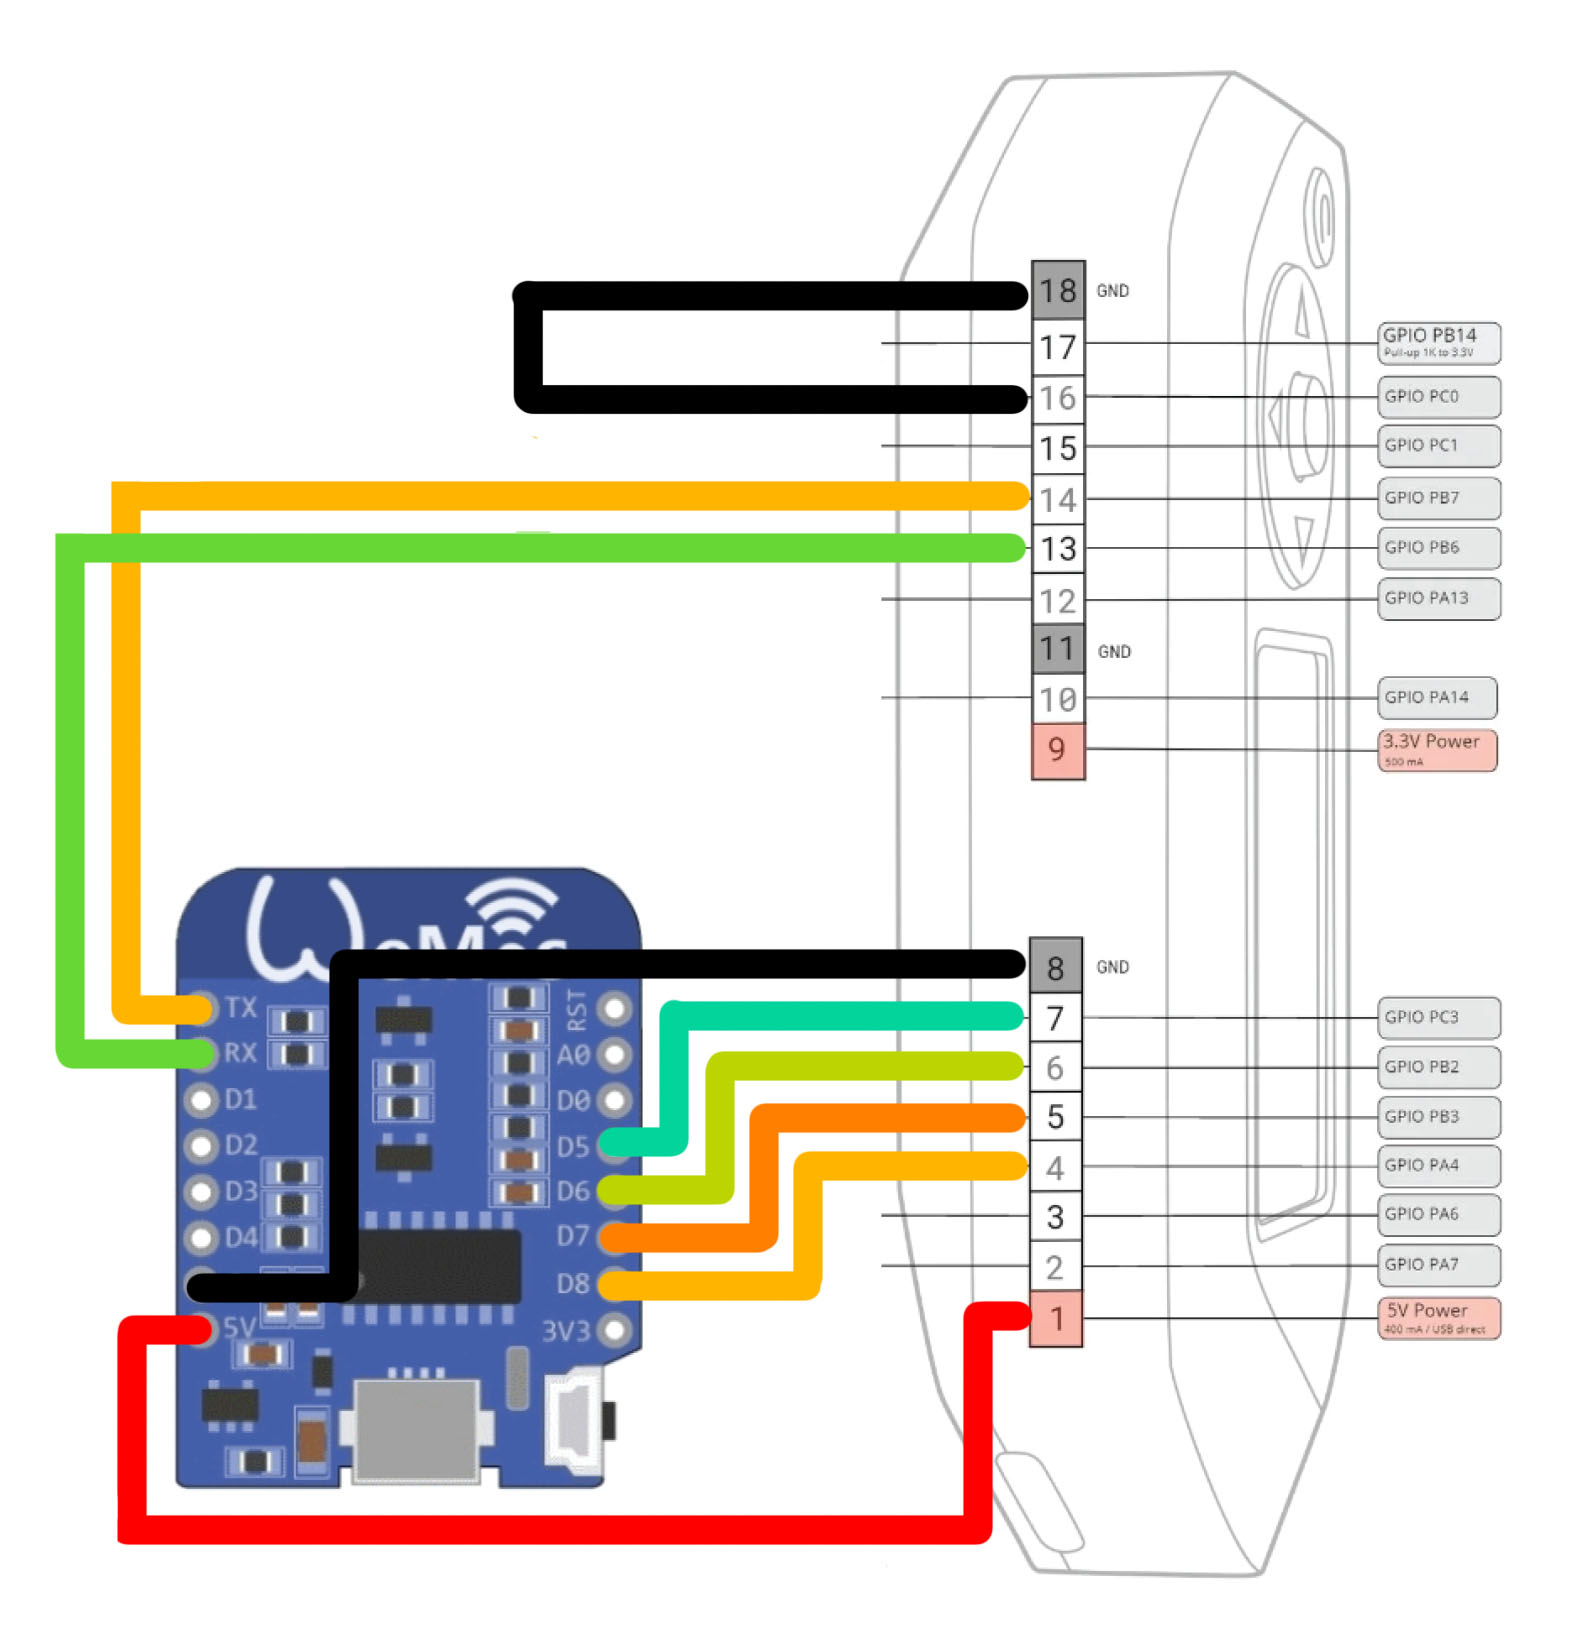 18 GND
17 GPIO PB14
Pull-up 1K to 3.3V
16 GPIO PC0
15 GPIO PC1
14 GPIO PB7
13 GPIO PB6
12 GPIO PA13
11 GND
10 GPIO PA14
9 3.3V Power
500 mA
8 GND
7 GPIO PC3
6 GPIO PB2
5 GPIO PB3
4 GPIO PA4
3 GPIO PA6
2 GPIO PA7
1 5V Power
400 mA / USB direct
TX
RX
D1
D2
D3
D4
5V
RST
A0
D0
D5
D6
D7
D8
3V3